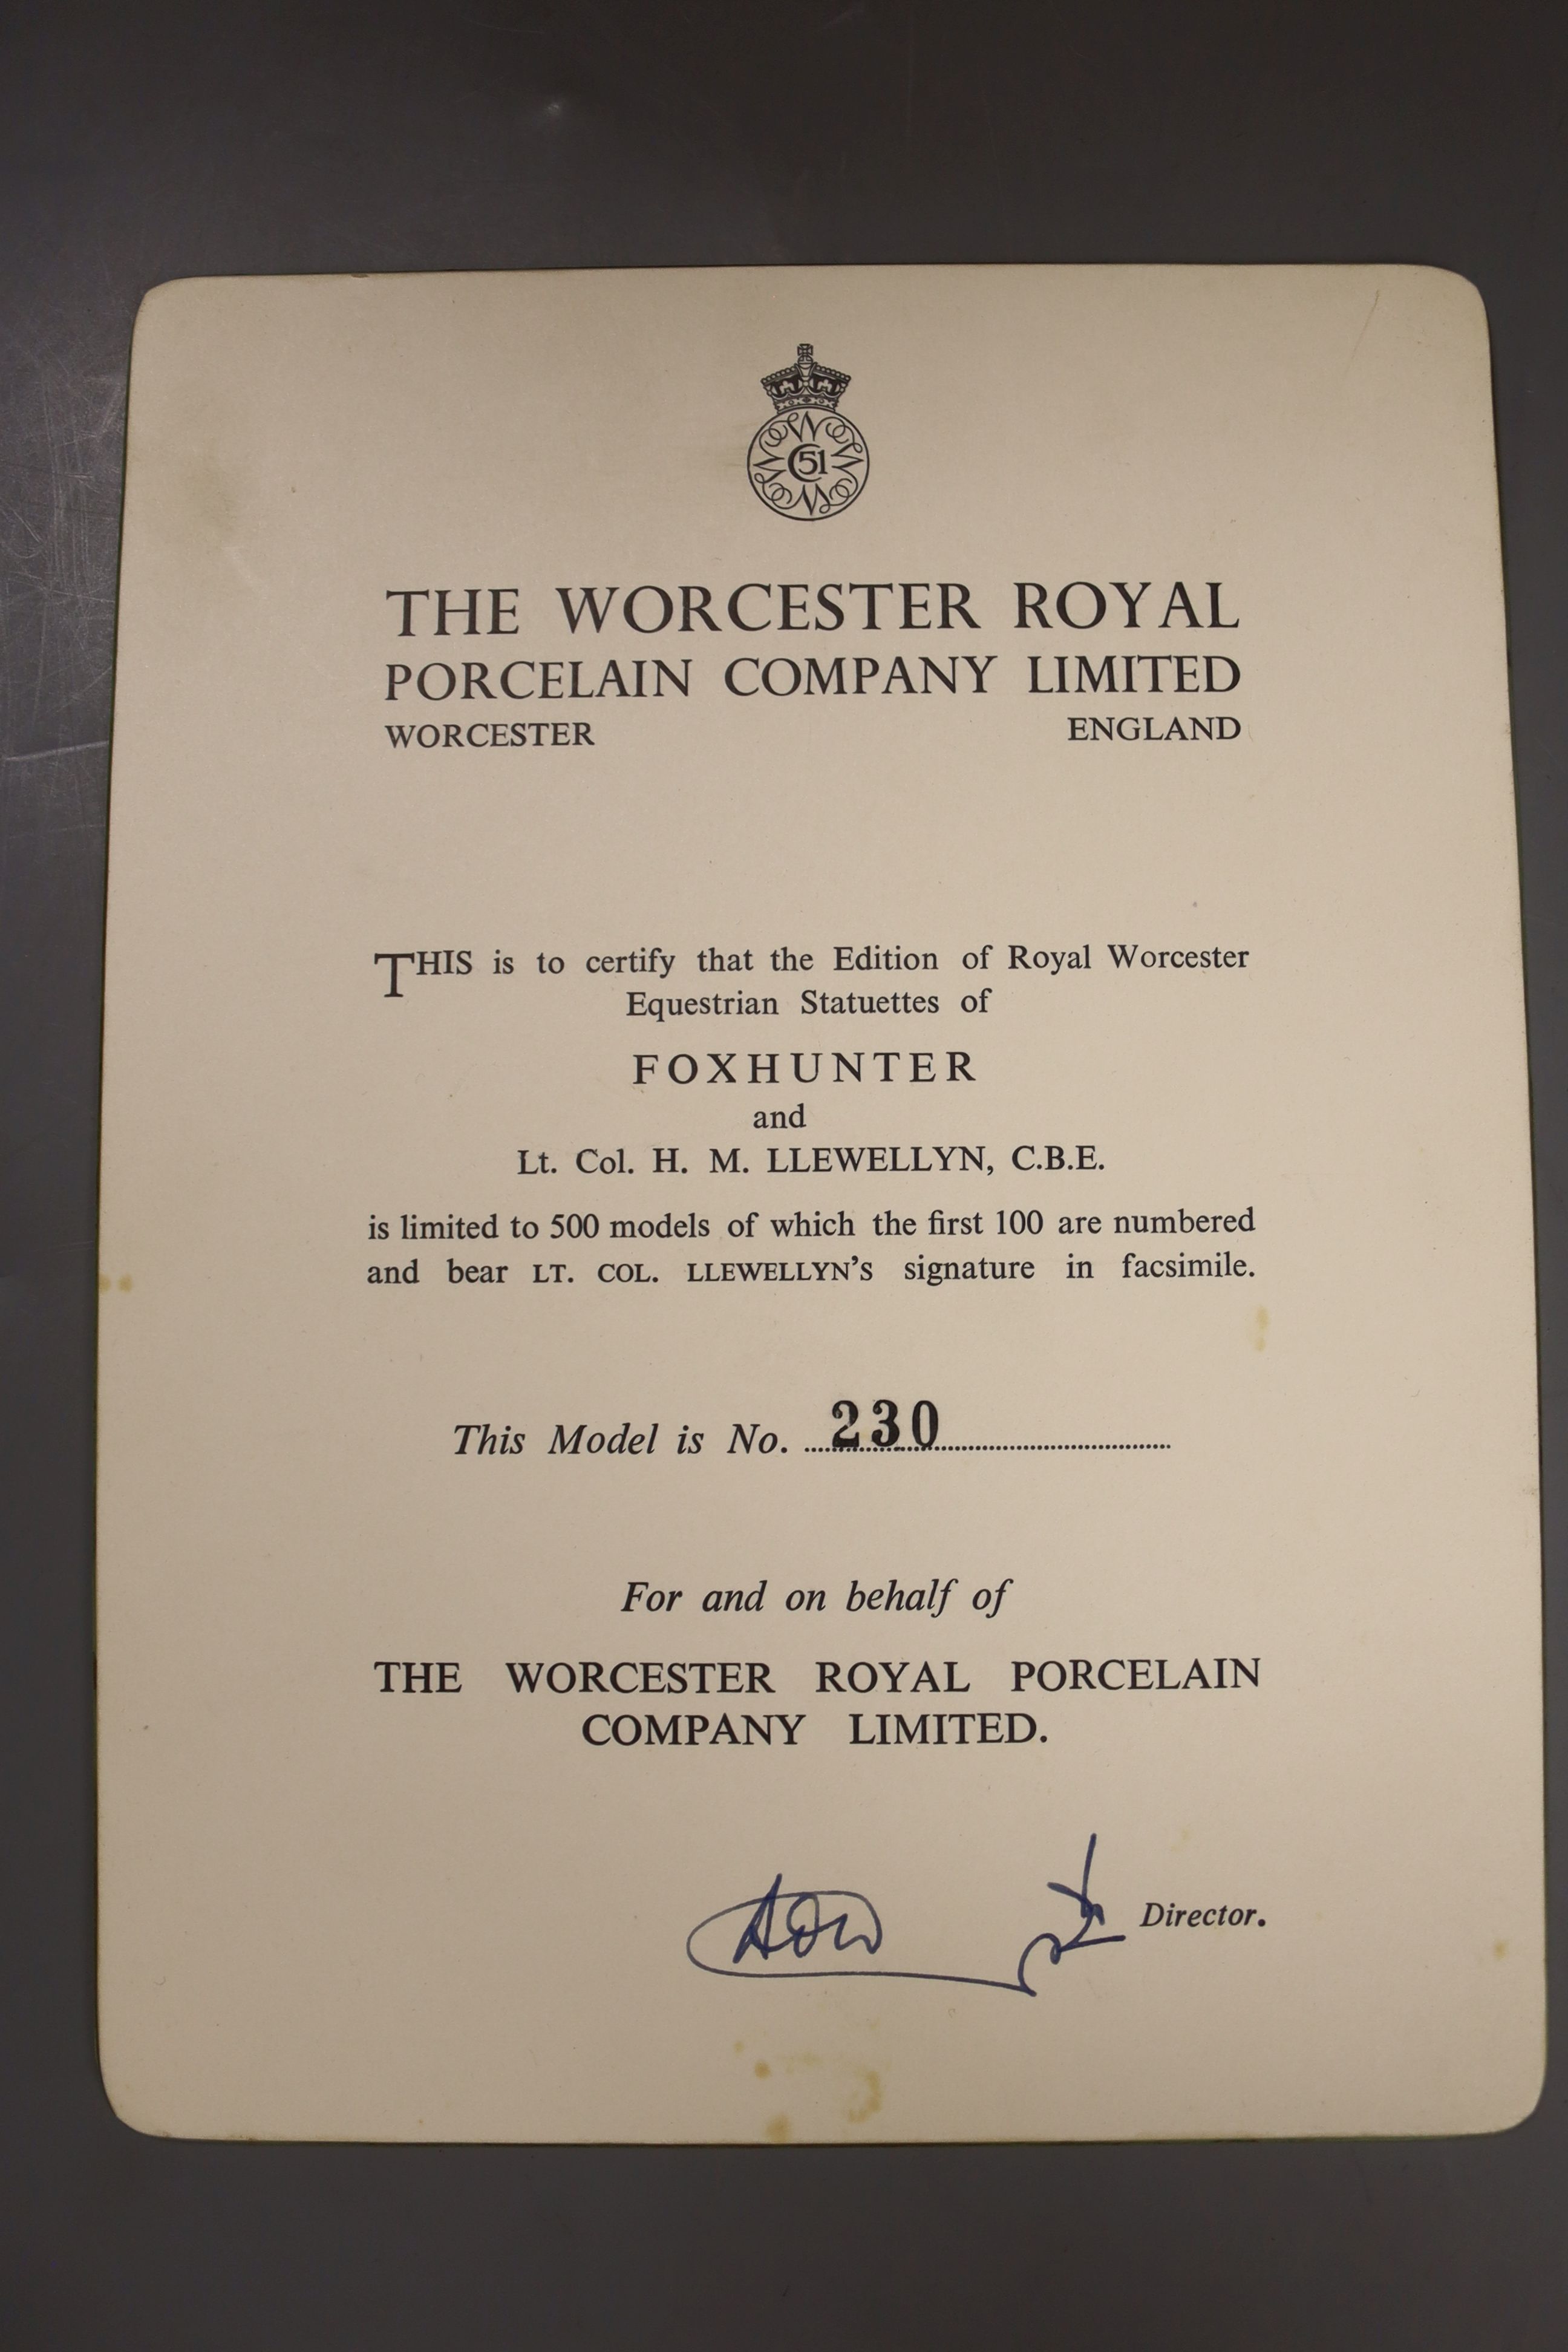 C51
THE WORCESTER ROYAL
PORCELAIN COMPANY LIMITED
WORCESTER ENGLAND
THIS is to certify that the Edition of Royal Worcester
Equestrian Statuettes of
FOXHUNTER
and
Lt. Col. H. M. LLEWELLYN, C.B.E.
is limited to 500 models of which the first 100 are numbered
and bear LT. COL. LLEWELLYN'S signature in facsimile.
This Model is No. 230
For and on behalf of
THE WORCESTER ROYAL PORCELAIN
COMPANY LIMITED.
Director.